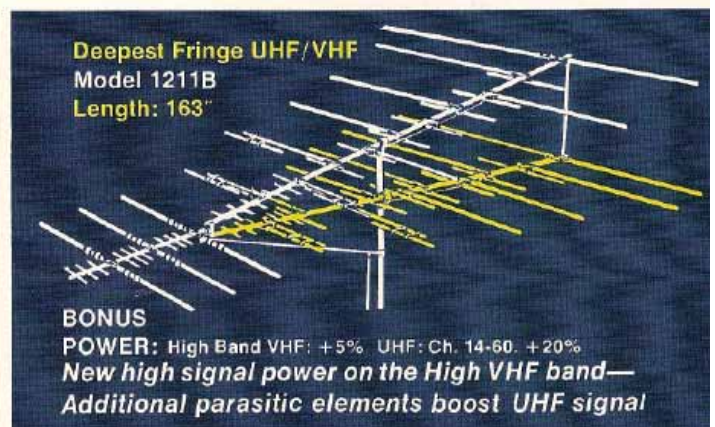 Deepest Fringe UHF/VHF
Model 1211B
Length: 163"
BONUS
POWER: High Band VHF: +5% UHF: Ch. 14-60. +20%
New high signal power on the High VHF band—
Additional parasitic elements boost UHF signal